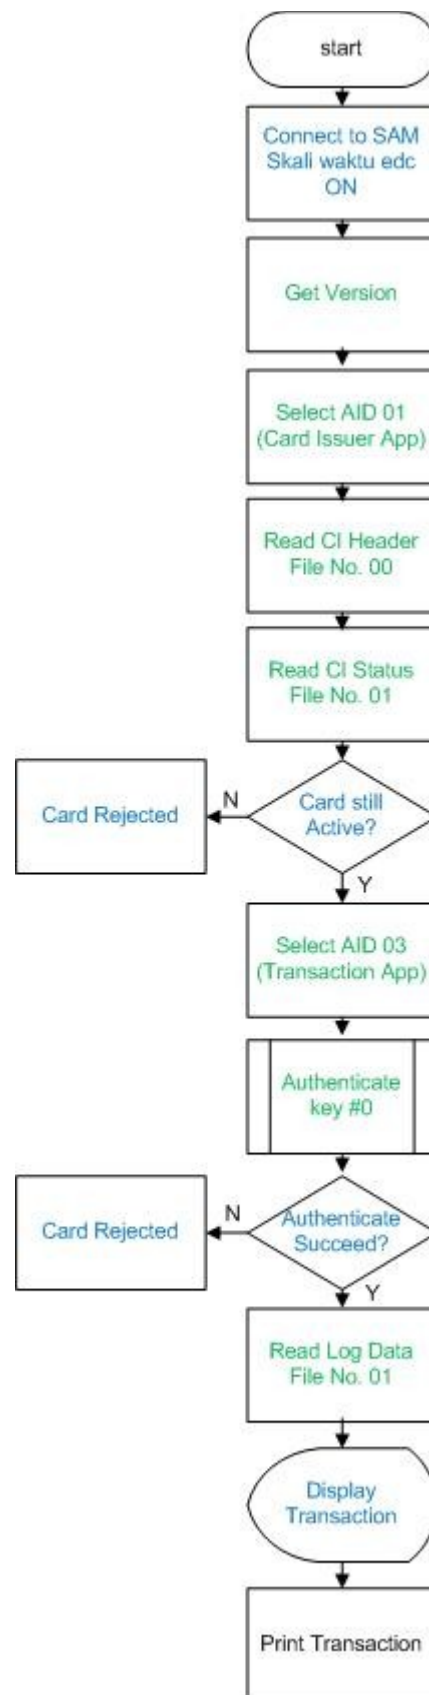 start
Connect to SAM
Skali waktu edc
ON
Get Version
Select AID 01
(Card Issuer App)
Read CI Header
File No. 00
Read CI Status
File No. 01
Card still
Active?
N
Card Rejected
Y
Select AID 03
(Transaction App)
Authenticate
key #0
Authenticate
Succeed?
N
Card Rejected
Y
Read Log Data
File No. 01
Display
Transaction
Print Transaction